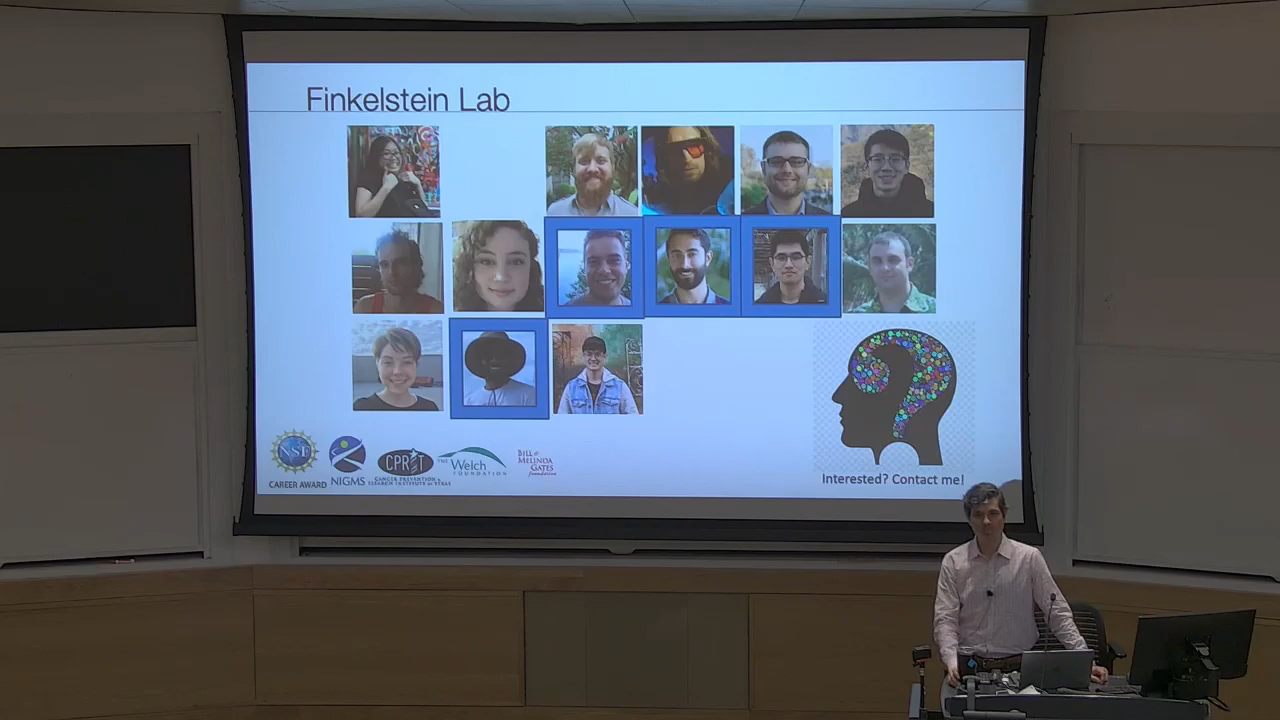 Finkelstein Lab
NSF
CAREER AWARD
NIGMS
CPRIT
CANCER PREVENTION &
RESEARCH INSTITUTE OF TEXAS
THE Welch
FOUNDATION
BILL &
MELINDA
GATES
foundation
Interested? Contact me!